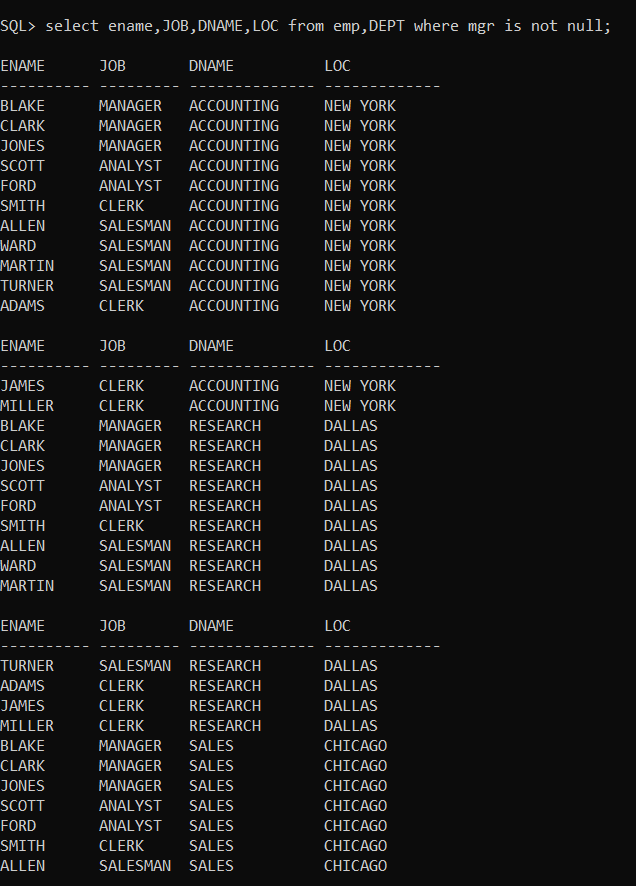 SQL> select ename,JOB,DNAME,LOC from emp,DEPT where mgr is not null;
ENAME      JOB       DNAME          LOC
---------- --------- -------------- -------------
BLAKE      MANAGER   ACCOUNTING     NEW YORK
CLARK      MANAGER   ACCOUNTING     NEW YORK
JONES      MANAGER   ACCOUNTING     NEW YORK
SCOTT      ANALYST   ACCOUNTING     NEW YORK
FORD       ANALYST   ACCOUNTING     NEW YORK
SMITH      CLERK     ACCOUNTING     NEW YORK
ALLEN      SALESMAN  ACCOUNTING     NEW YORK
WARD       SALESMAN  ACCOUNTING     NEW YORK
MARTIN     SALESMAN  ACCOUNTING     NEW YORK
TURNER     SALESMAN  ACCOUNTING     NEW YORK
ADAMS      CLERK     ACCOUNTING     NEW YORK
ENAME      JOB       DNAME          LOC
---------- --------- -------------- -------------
JAMES      CLERK     ACCOUNTING     NEW YORK
MILLER     CLERK     ACCOUNTING     NEW YORK
BLAKE      MANAGER   RESEARCH       DALLAS
CLARK      MANAGER   RESEARCH       DALLAS
JONES      MANAGER   RESEARCH       DALLAS
SCOTT      ANALYST   RESEARCH       DALLAS
FORD       ANALYST   RESEARCH       DALLAS
SMITH      CLERK     RESEARCH       DALLAS
ALLEN      SALESMAN  RESEARCH       DALLAS
WARD       SALESMAN  RESEARCH       DALLAS
MARTIN     SALESMAN  RESEARCH       DALLAS
ENAME      JOB       DNAME          LOC
---------- --------- -------------- -------------
TURNER     SALESMAN  RESEARCH       DALLAS
ADAMS      CLERK     RESEARCH       DALLAS
JAMES      CLERK     RESEARCH       DALLAS
MILLER     CLERK     RESEARCH       DALLAS
BLAKE      MANAGER   SALES          CHICAGO
CLARK      MANAGER   SALES          CHICAGO
JONES      MANAGER   SALES          CHICAGO
SCOTT      ANALYST   SALES          CHICAGO
FORD       ANALYST   SALES          CHICAGO
SMITH      CLERK     SALES          CHICAGO
ALLEN      SALESMAN  SALES          CHICAGO